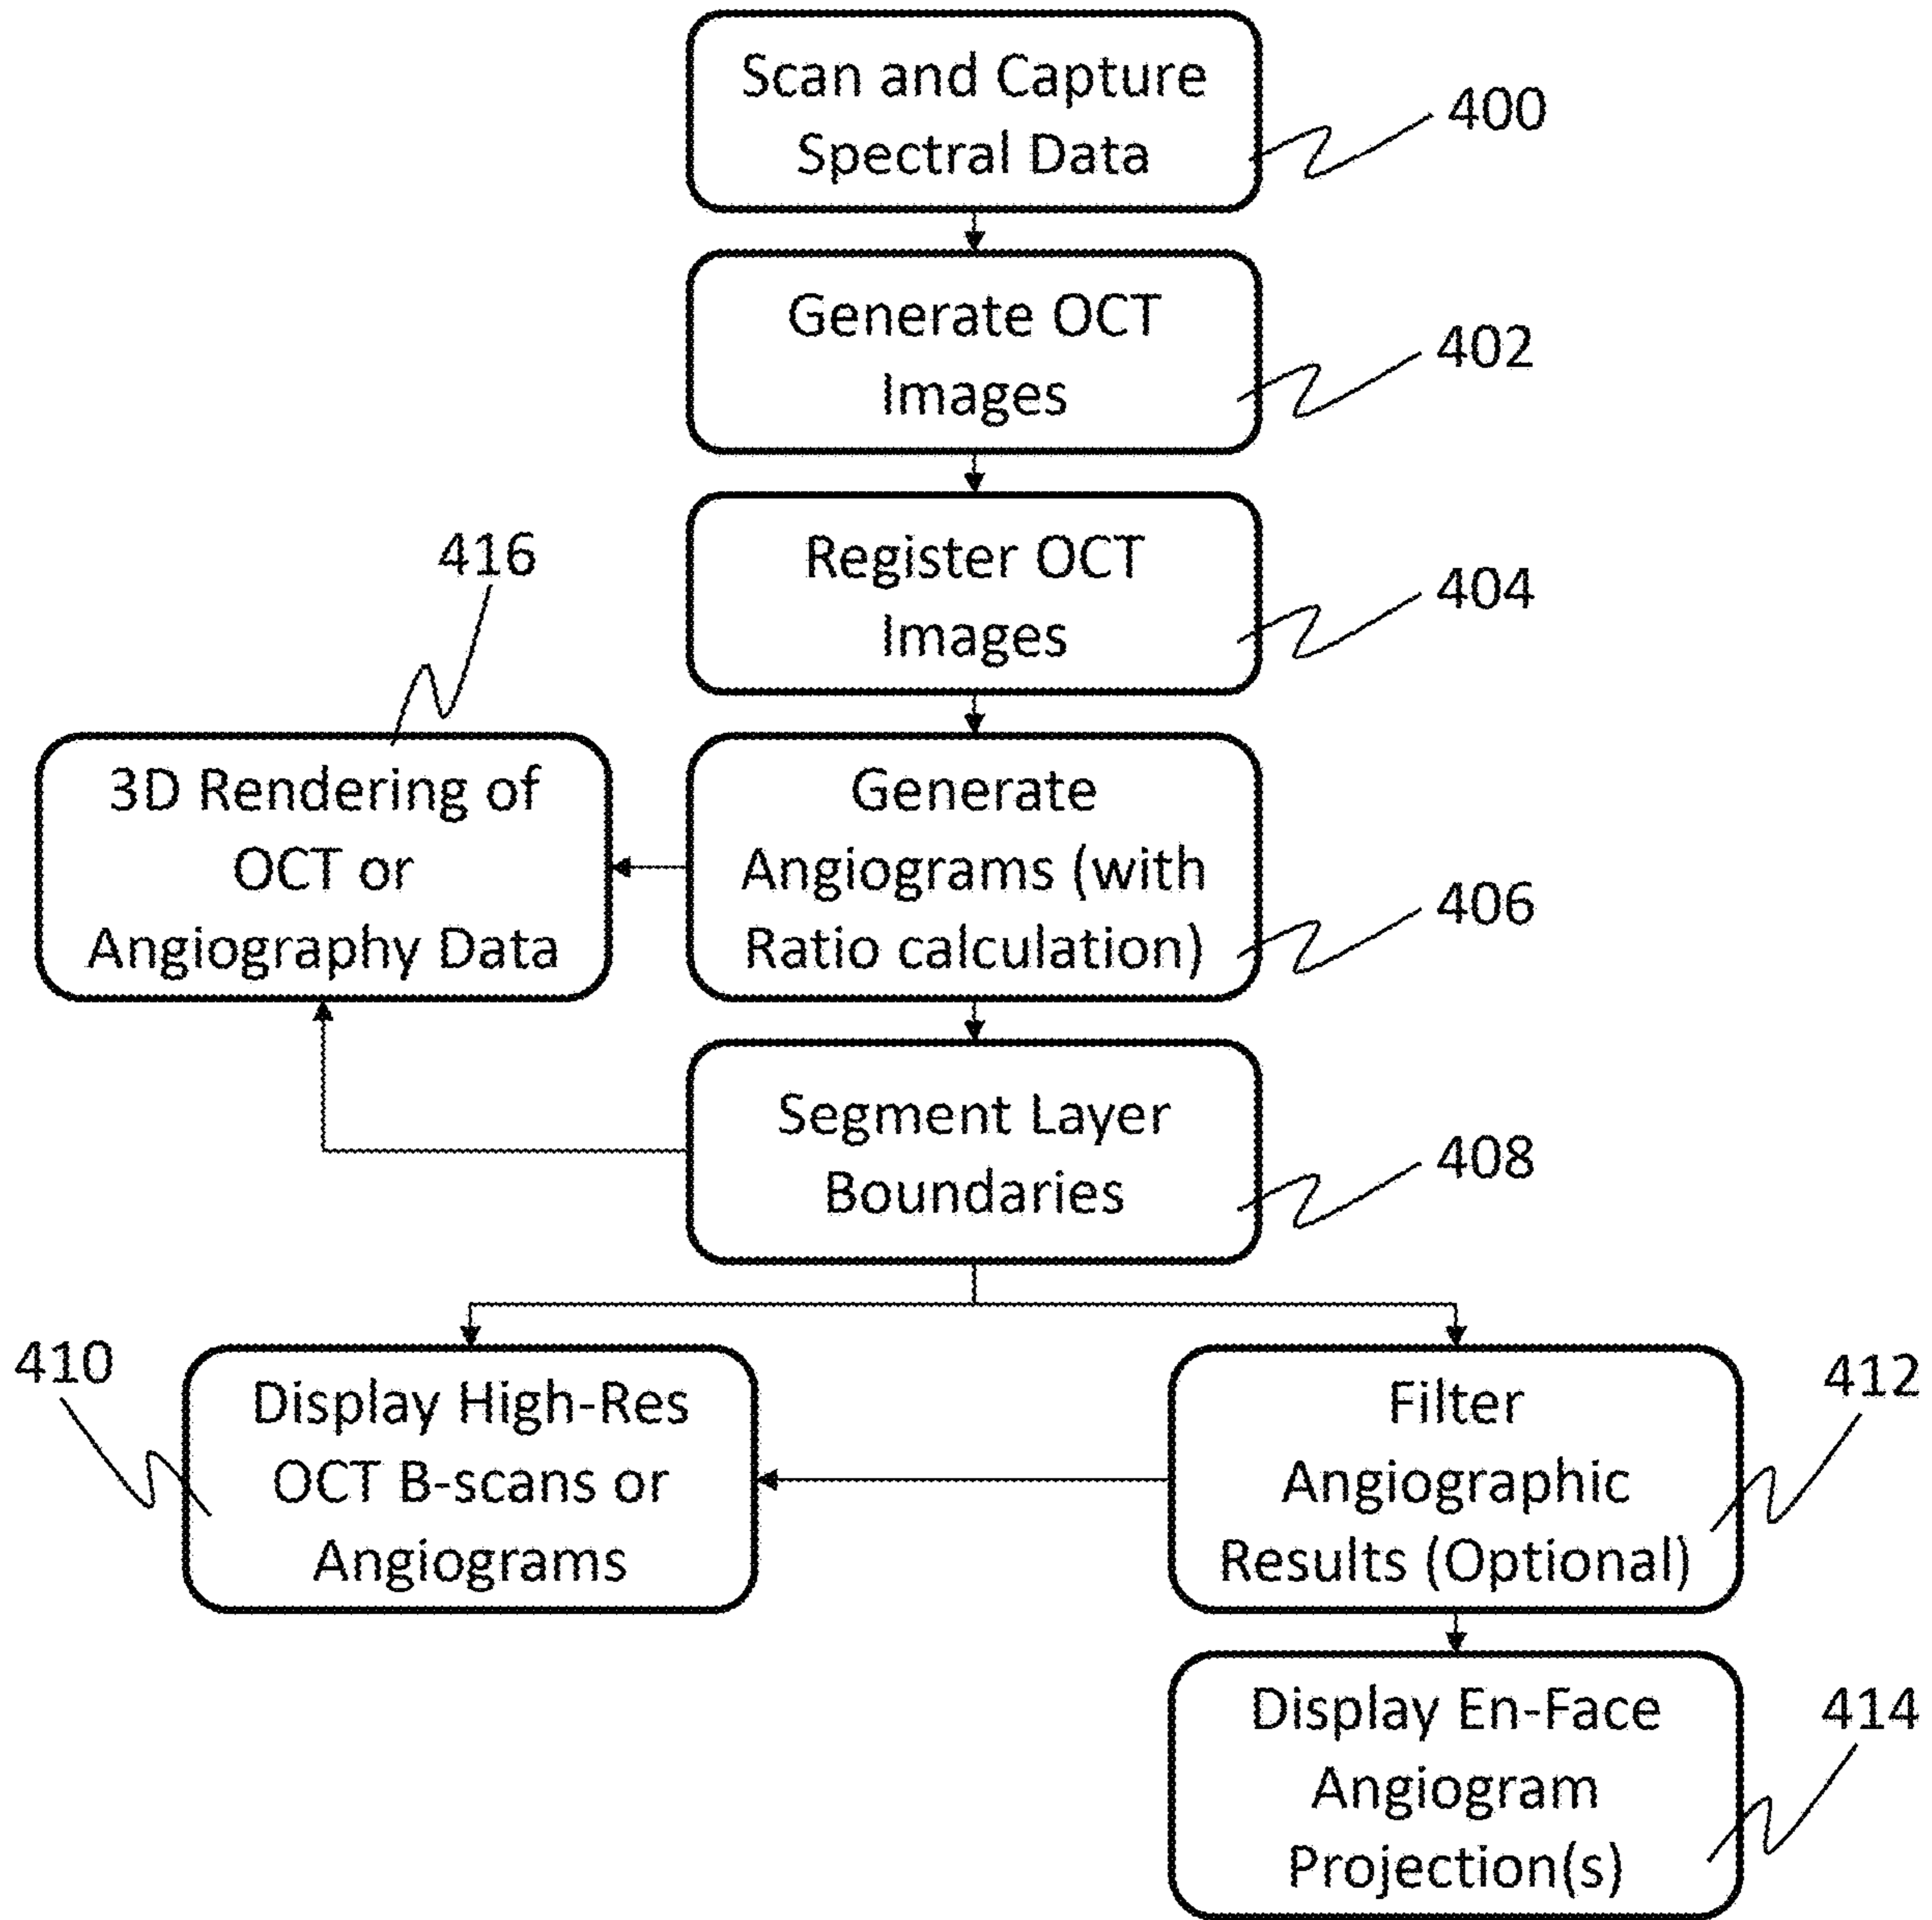 Scan and Capture
Spectral Data
400
Generate OCT
Images
402
Register OCT
Images
404
416
3D Rendering of
OCT or
Angiography Data
Generate
Angiograms (with
Ratio calculation)
406
Segment Layer
Boundaries
408
410
Display High-Res
OCT B-scans or
Angiograms
Filter
Angiographic
Results (Optional)
412
Display En-Face
Angiogram
Projection(s)
414